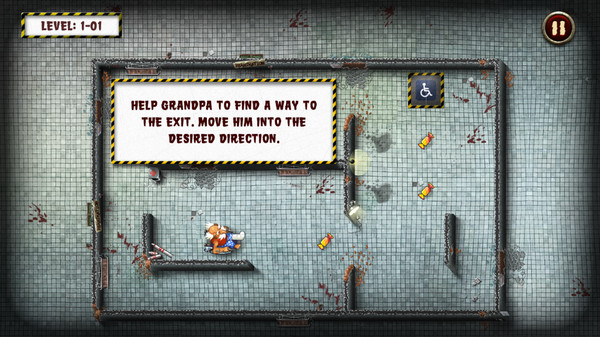 LEVEL: 1-01
HELP GRANDPA TO FIND A WAY TO
THE EXIT. MOVE HIM INTO THE
DESIRED DIRECTION.